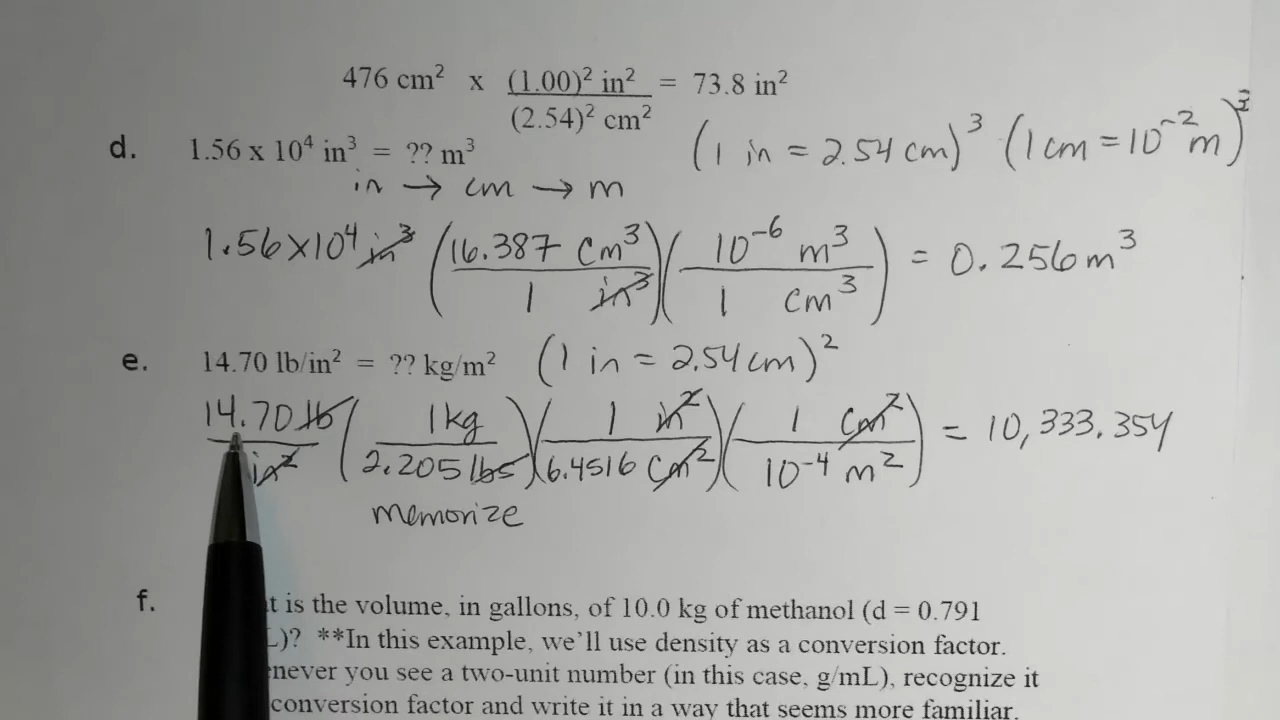 476 cm² x (1.00)² in² = 73.8 in²
(2.54)² cm²
d. 1.56 x 10⁴ in³ = ?? m³ (1 in = 2.54 cm)³ (1 cm = 10⁻² m)³
in → cm → m
1.56 x 10⁴ in³ (16.387 cm³ / 1 in³) (10⁻⁶ m³ / 1 cm³) = 0.256 m³
e. 14.70 lb/in² = ?? kg/m² (1 in = 2.54 cm)²
14.70 lb / in² (1 kg / 2.205 lbs) (1 in² / 6.4516 cm²) (1 cm² / 10⁻⁴ m²) = 10,333.354
memorize
f. t is the volume, in gallons, of 10.0 kg of methanol (d = 0.791
L)? **In this example, we'll use density as a conversion factor.
never you see a two-unit number (in this case, g/mL), recognize it
conversion factor and write it in a way that seems more familiar.